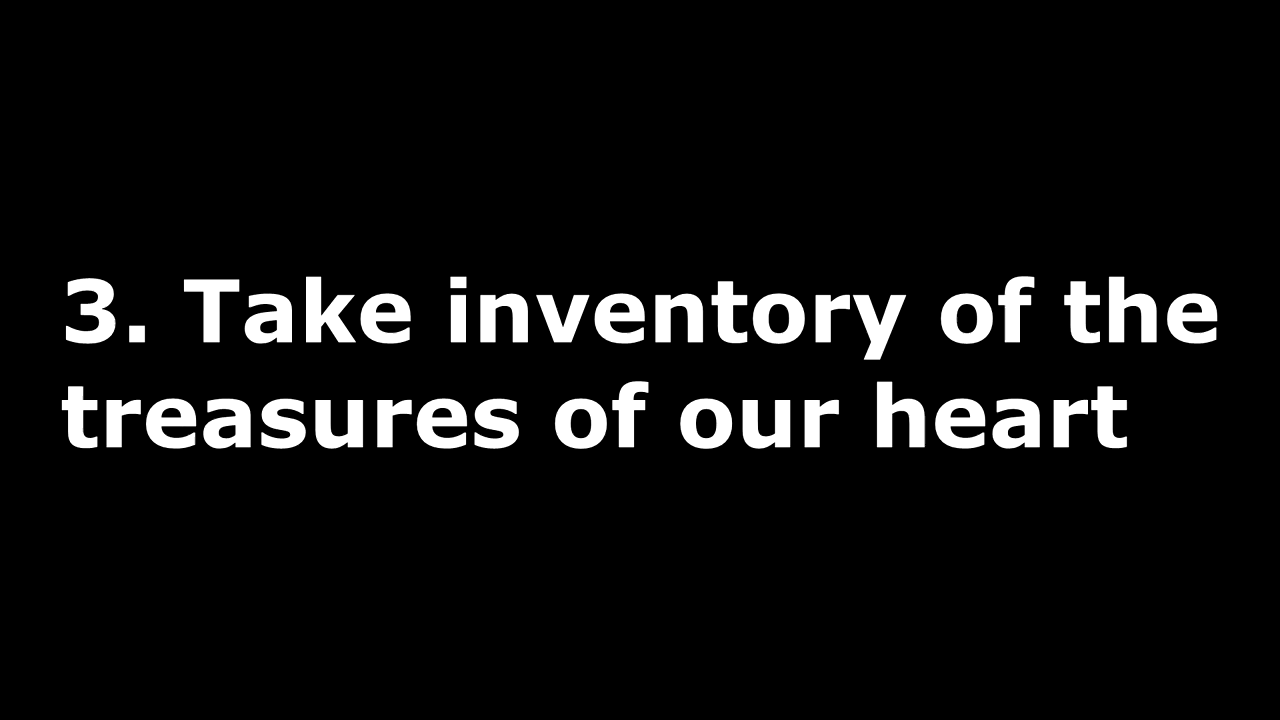 3. Take inventory of the
treasures of our heart